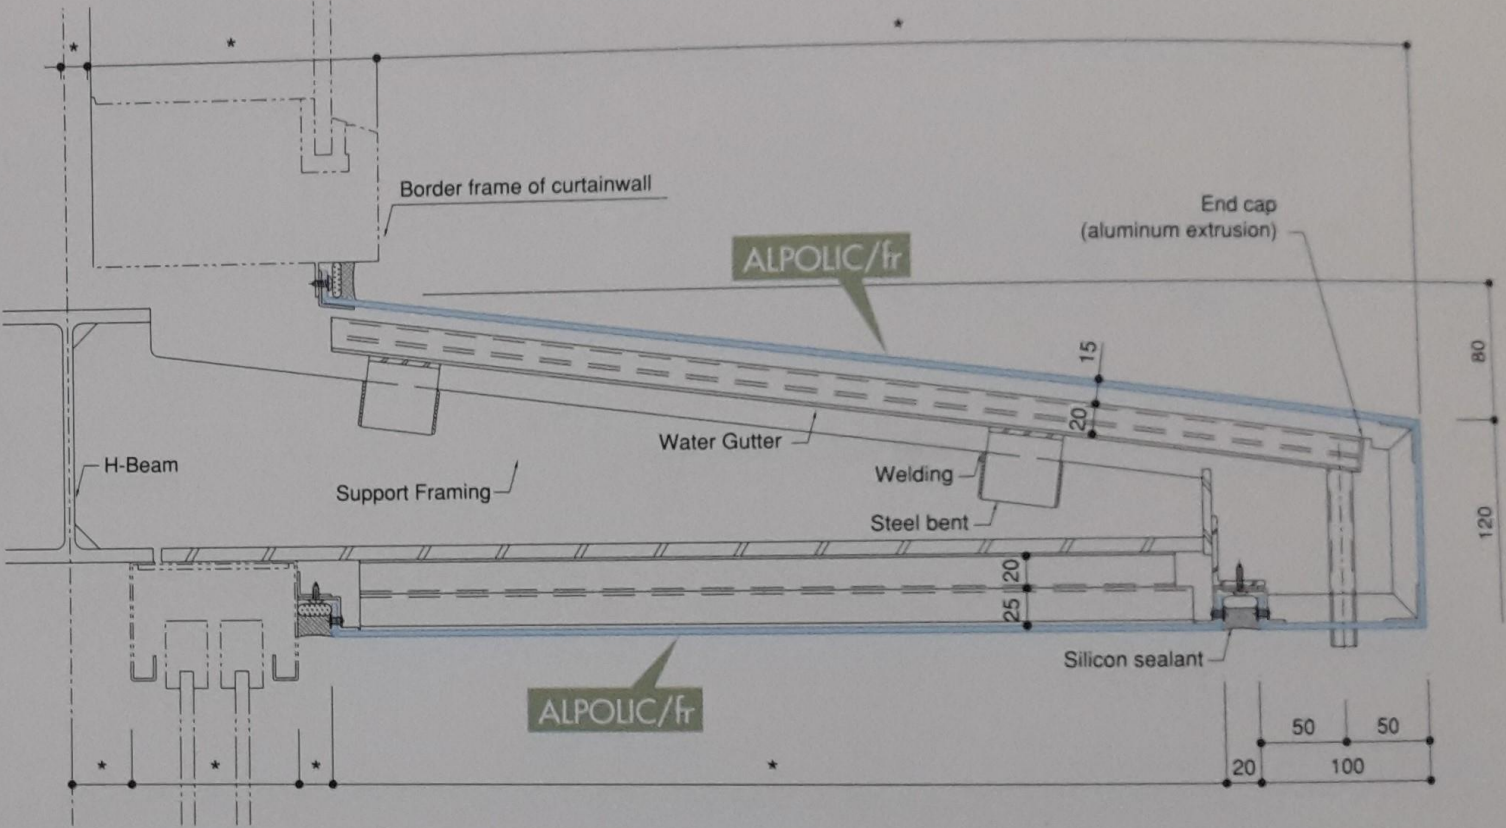 *
*
*
Border frame of curtainwall
End cap
(aluminum extrusion)
ALPOLIC/fr
15
80
20
Water Gutter
H-Beam
Welding
Support Framing
Steel bent
120
20
25
Silicon sealant
ALPOLIC/fr
50
50
*
*
*
*
20
100